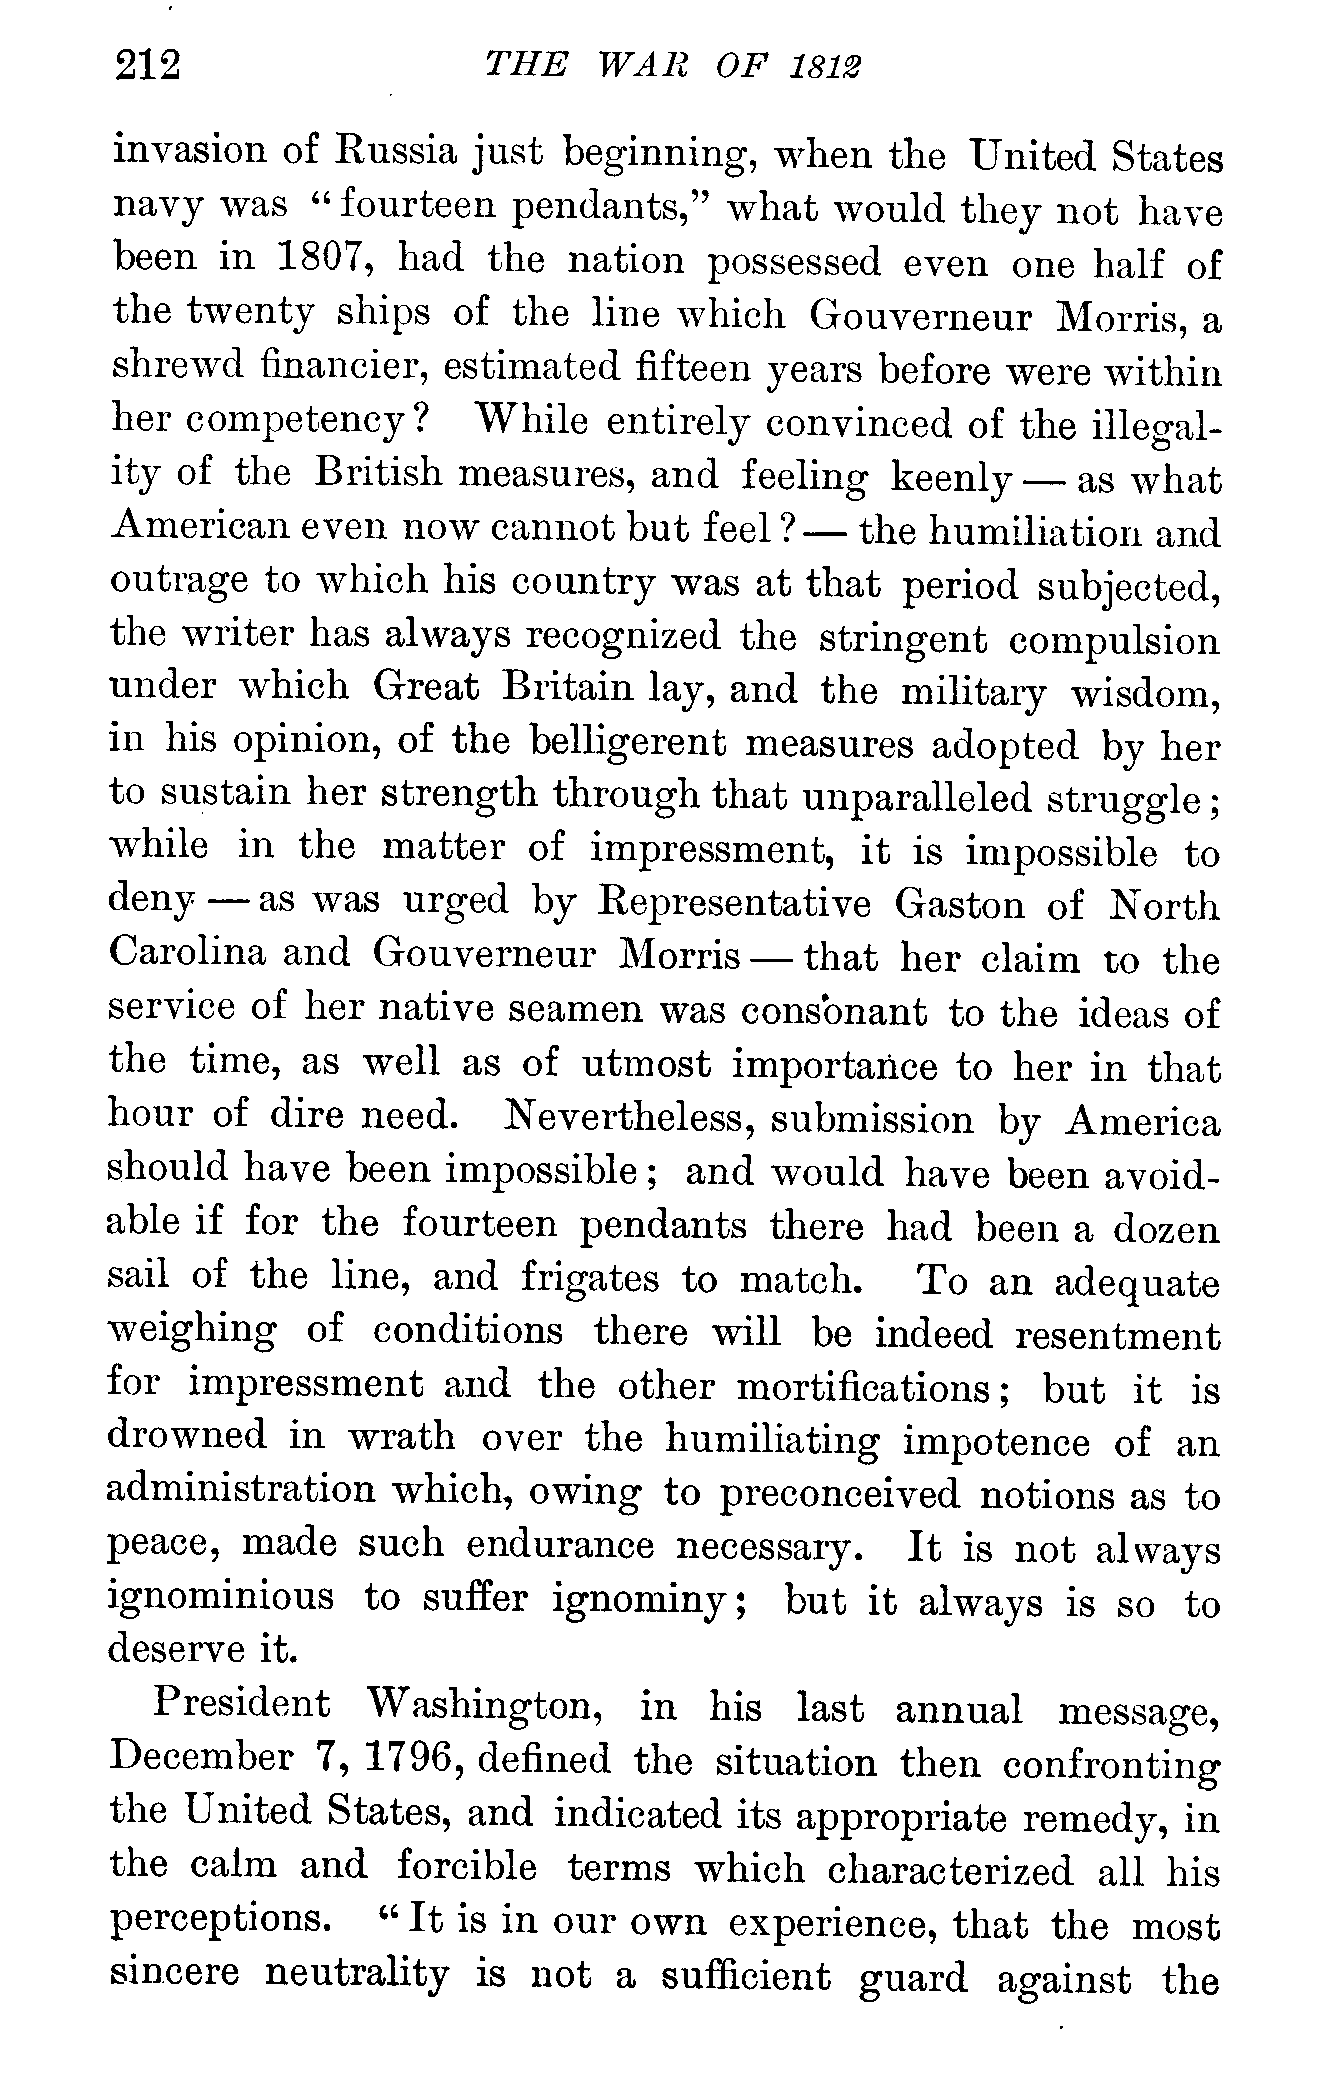 212 THE WAR OF 1812
invasion of Russia just beginning, when the United States
navy was “ fourteen pendants,” what would they not have
been in 1807, had the nation possessed even one half of
the twenty ships of the line which Gouverneur Morris, a
shrewd financier, estimated fifteen years before were within
her competency? While entirely convinced of the illegal-
ity of the British measures, and feeling keenly — as what
American even now cannot but feel? — the humiliation and
outrage to which his country was at that period subjected,
the writer has always recognized the stringent compulsion
under which Great Britain lay, and the military wisdom,
in his opinion, of the belligerent measures adopted by her
to sustain her strength through that unparalleled struggle;
while in the matter of impressment, it is impossible to
deny — as was urged by Representative Gaston of North
Carolina and Gouverneur Morris — that her claim to the
service of her native seamen was consonant to the ideas of
the time, as well as of utmost importance to her in that
hour of dire need. Nevertheless, submission by America
should have been impossible; and would have been avoid-
able if for the fourteen pendants there had been a dozen
sail of the line, and frigates to match. To an adequate
weighing of conditions there will be indeed resentment
for impressment and the other mortifications; but it is
drowned in wrath over the humiliating impotence of an
administration which, owing to preconceived notions as to
peace, made such endurance necessary. It is not always
ignominious to suffer ignominy; but it always is so to
deserve it.
President Washington, in his last annual message,
December 7, 1796, defined the situation then confronting
the United States, and indicated its appropriate remedy, in
the calm and forcible terms which characterized all his
perceptions. “ It is in our own experience, that the most
sincere neutrality is not a sufficient guard against the